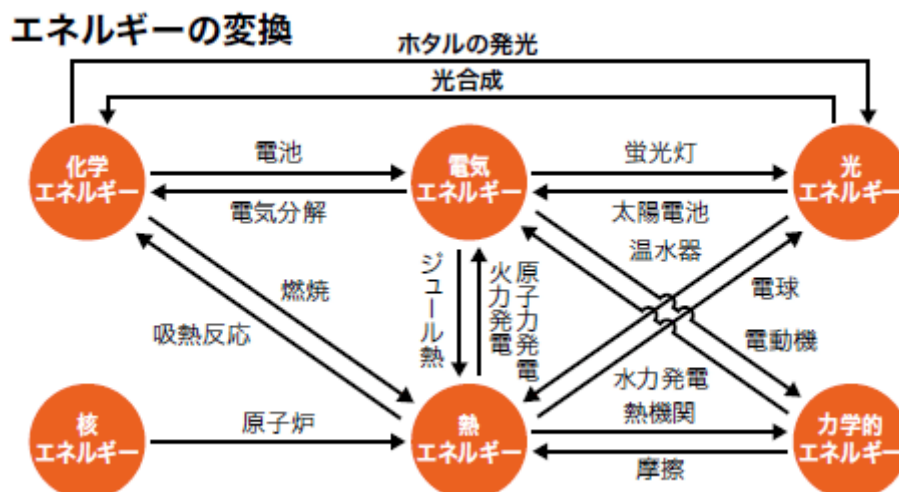 エネルギーの変換
ホタルの発光
光合成
化学
エネルギー
電池
電気
エネルギー
蛍光灯
光
エネルギー
電気分解
太陽電池
温水器
燃焼
ジュール熱
火力発電
原子力発電
電球
吸熱反応
電動機
水力発電
核
エネルギー
原子炉
熱
エネルギー
熱機関
力学的
エネルギー
摩擦